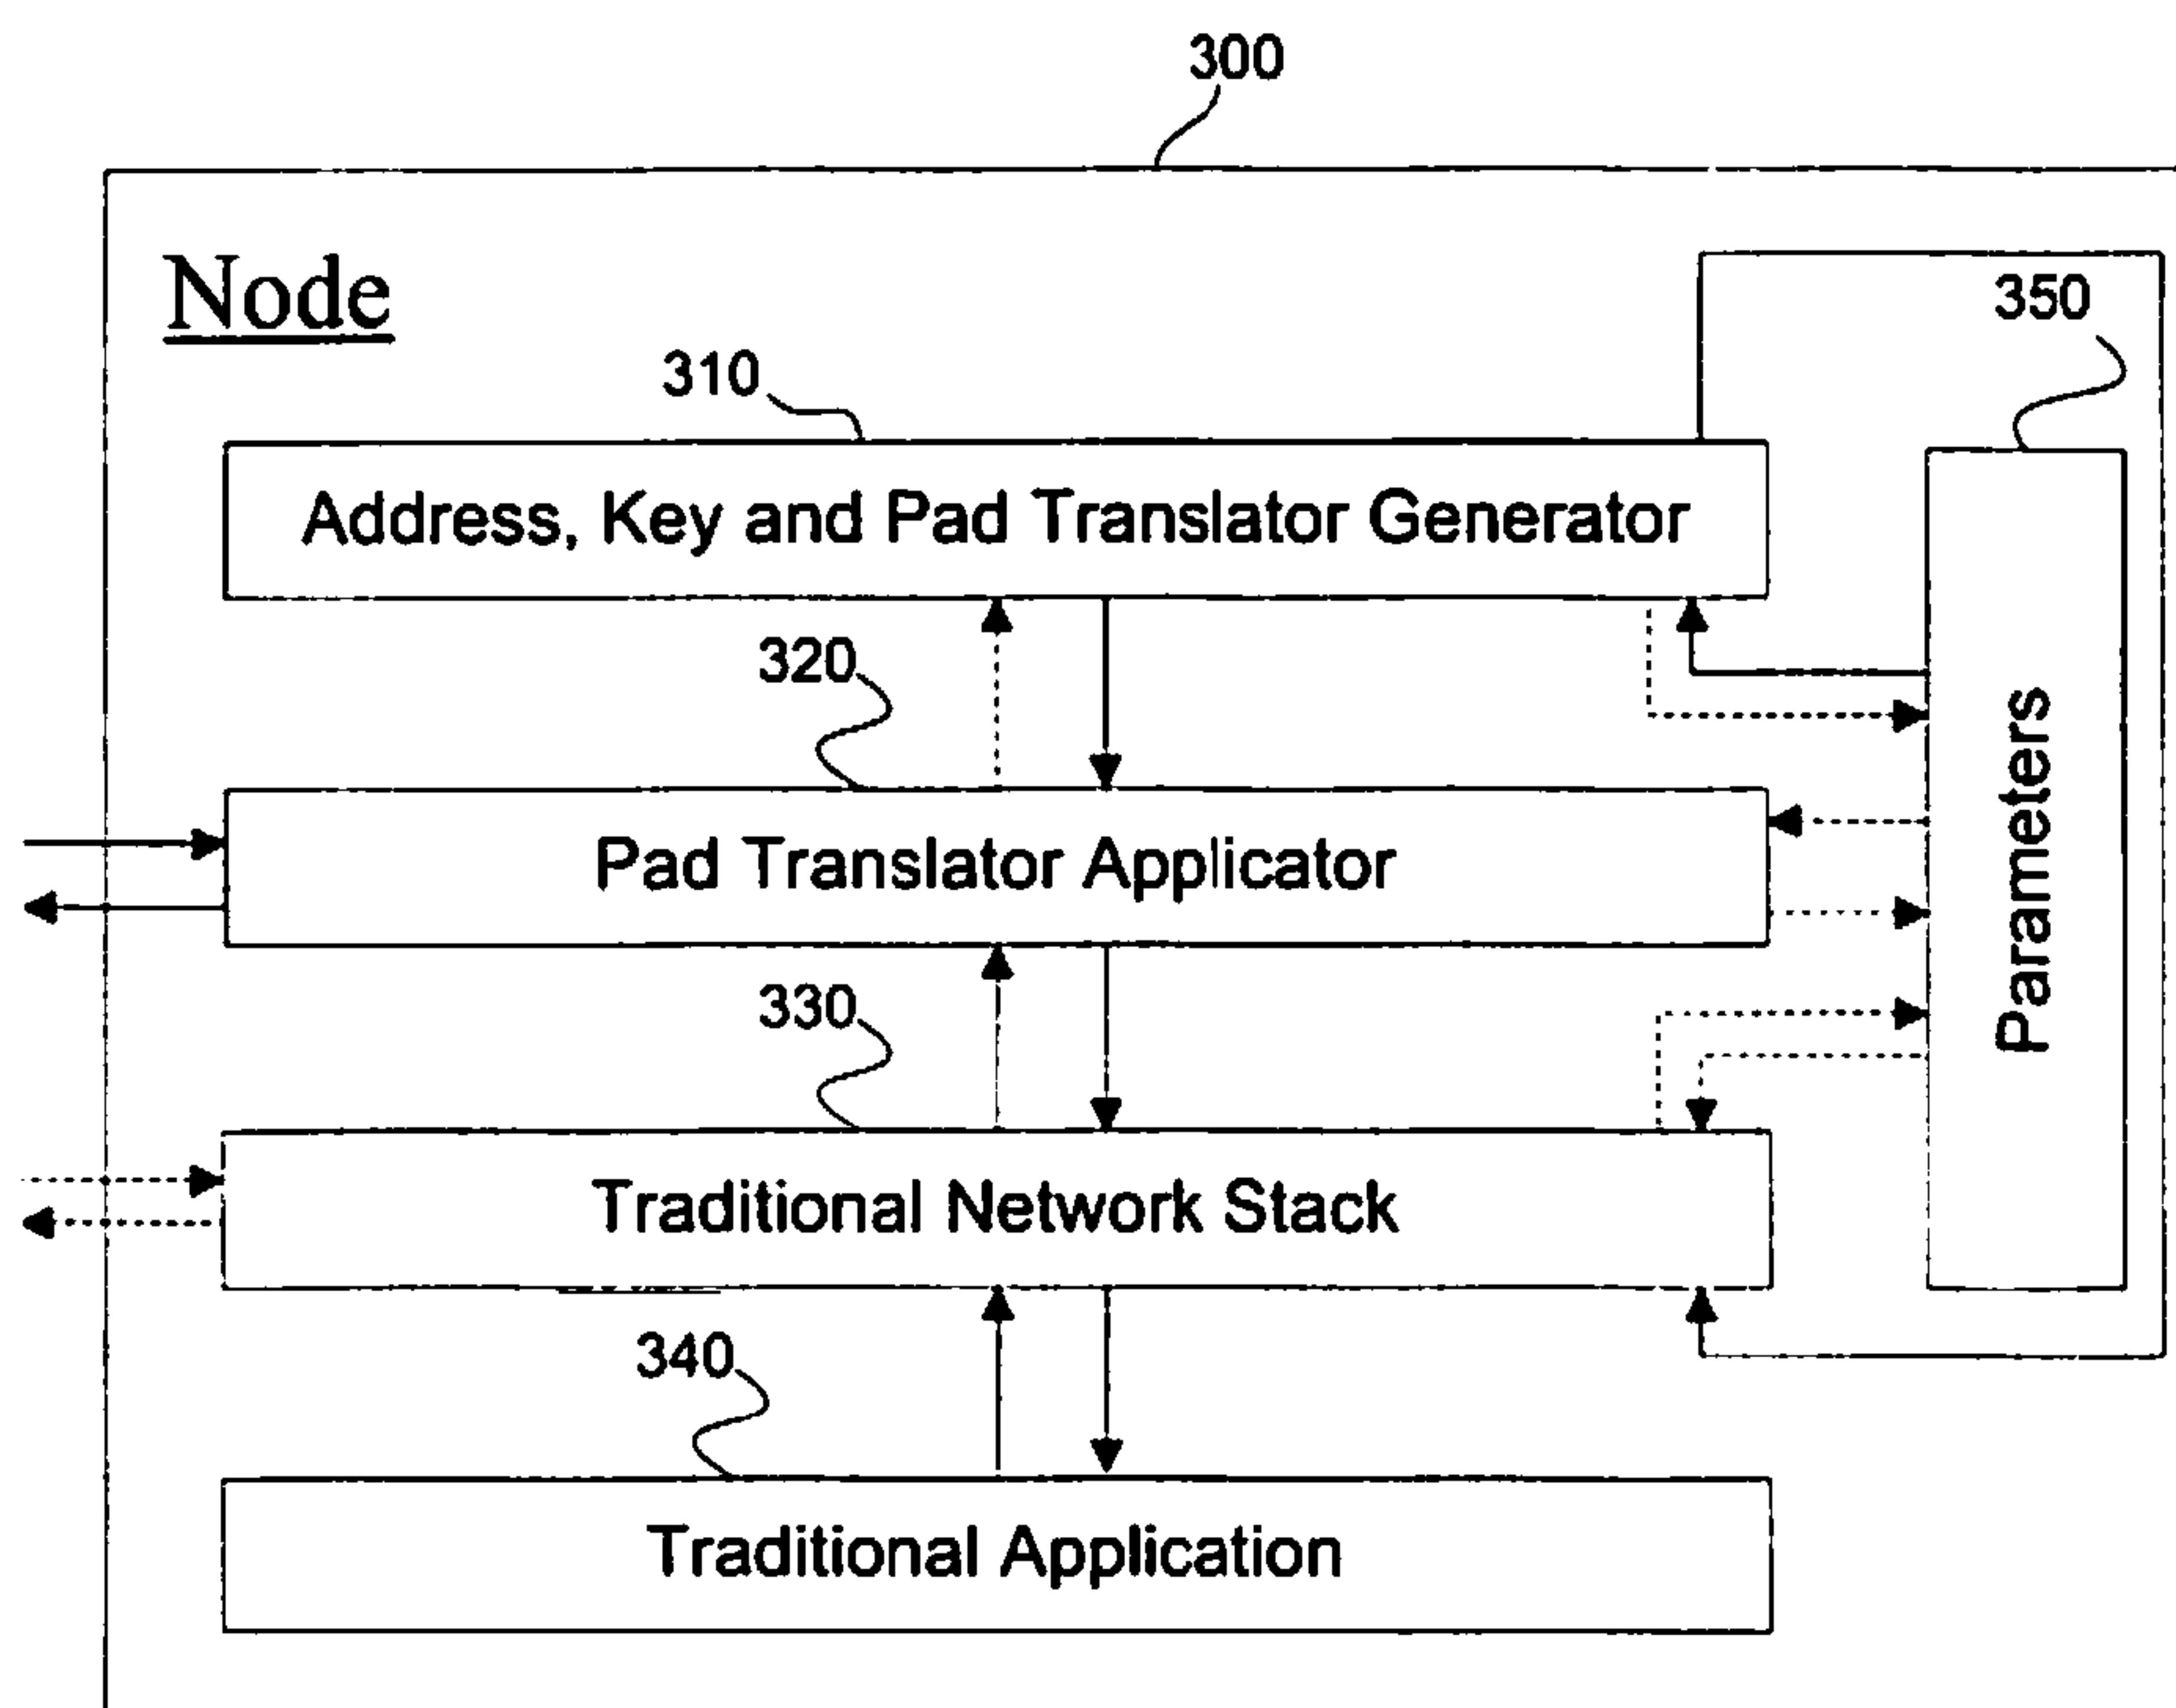 300
Node
350
310
Address, Key and Pad Translator Generator
320
Pad Translator Applicator
Parameters
330
Traditional Network Stack
340
Traditional Application